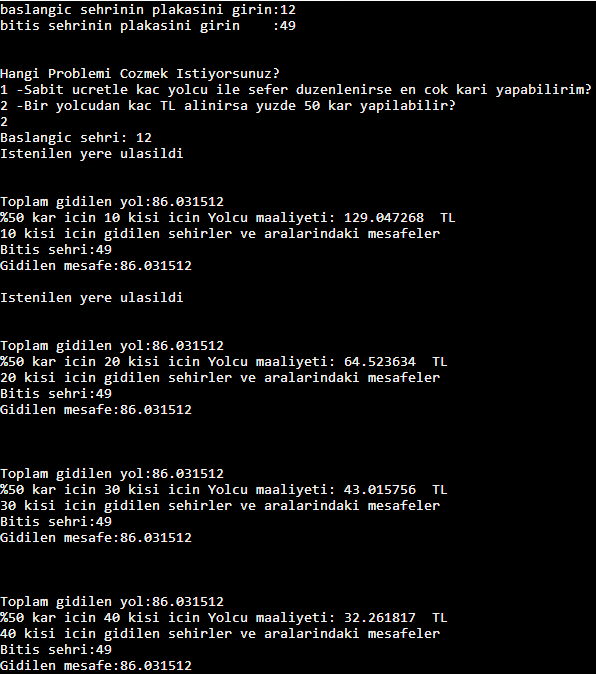 baslangic sehrinin plakasini girin:12
bitis sehrinin plakasini girin    :49
Hangi Problemi Cozmek Istiyorsunuz?
1 -Sabit ucretle kac yolcu ile sefer duzenlenirse en cok kari yapabilirim?
2 -Bir yolcudan kac TL alinirsa yuzde 50 kar yapilabilir?
2
Baslangic sehri: 12
Istenilen yere ulasildi
Toplam gidilen yol:86.031512
%50 kar icin 10 kisi icin Yolcu maaliyeti: 129.047268  TL
10 kisi icin gidilen sehirler ve aralarindaki mesafeler
Bitis sehri:49
Gidilen mesafe:86.031512
Istenilen yere ulasildi
Toplam gidilen yol:86.031512
%50 kar icin 20 kisi icin Yolcu maaliyeti: 64.523634  TL
20 kisi icin gidilen sehirler ve aralarindaki mesafeler
Bitis sehri:49
Gidilen mesafe:86.031512
Toplam gidilen yol:86.031512
%50 kar icin 30 kisi icin Yolcu maaliyeti: 43.015756  TL
30 kisi icin gidilen sehirler ve aralarindaki mesafeler
Bitis sehri:49
Gidilen mesafe:86.031512
Toplam gidilen yol:86.031512
%50 kar icin 40 kisi icin Yolcu maaliyeti: 32.261817  TL
40 kisi icin gidilen sehirler ve aralarindaki mesafeler
Bitis sehri:49
Gidilen mesafe:86.031512